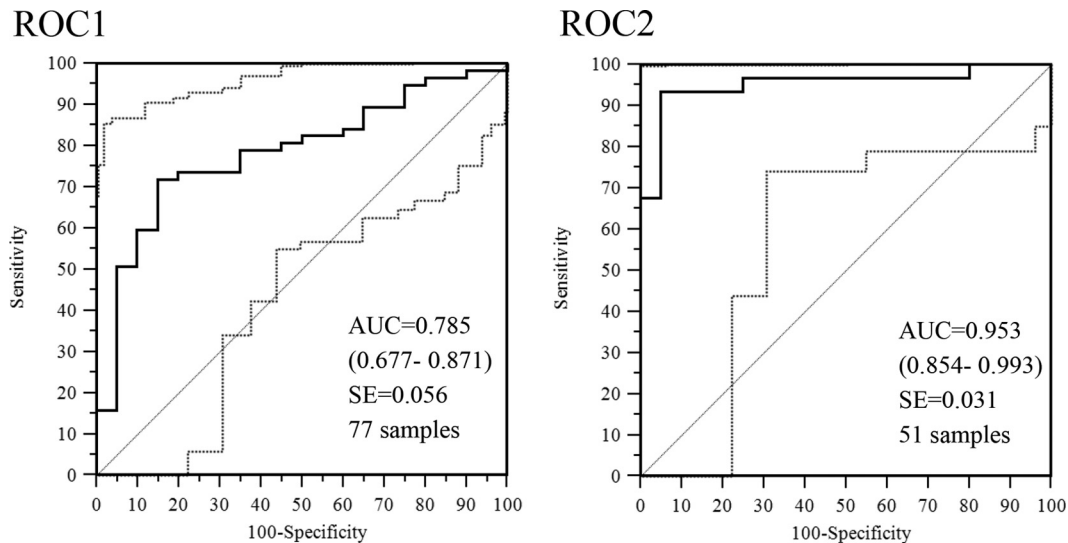 ROC1
100
90
80
70
60
50
40
30
20
10
0
Sensitivity
AUC=0.785
(0.677- 0.871)
SE=0.056
77 samples
0 10 20 30 40 50 60 70 80 90 100
100-Specificity
ROC2
100
90
80
70
60
50
40
30
20
10
0
Sensitivity
AUC=0.953
(0.854- 0.993)
SE=0.031
51 samples
0 10 20 30 40 50 60 70 80 90 100
100-Specificity